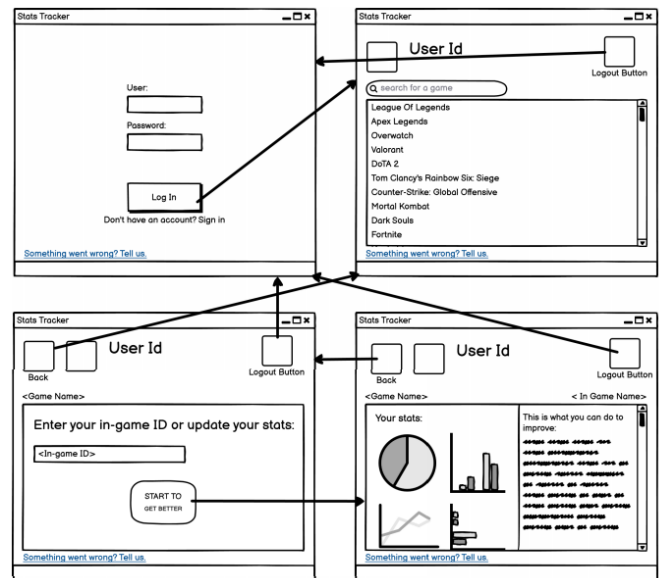 Stats Tracker
User:
Password:
Log In
Don't have an account? Sign in
Something went wrong? Tell us.
Stats Tracker
User Id
Logout Button
search for a game
League Of Legends
Apex Legends
Overwatch
Valorant
DoTA 2
Tom Clancy's Rainbow Six: Siege
Counter-Strike: Global Offensive
Mortal Kombat
Dark Souls
Fortnite
Stats Tracker
User Id
Back
Logout Button
<Game Name>
Enter your in-game ID or update your stats:
<In-game ID>
START TO
GET BETTER
Something went wrong? Tell us.
Stats Tracker
User Id
Back
Logout Button
<Game Name>
< In Game Name>
Your stats:
This is what you can do to
improve:
Something went wrong? Tell us.